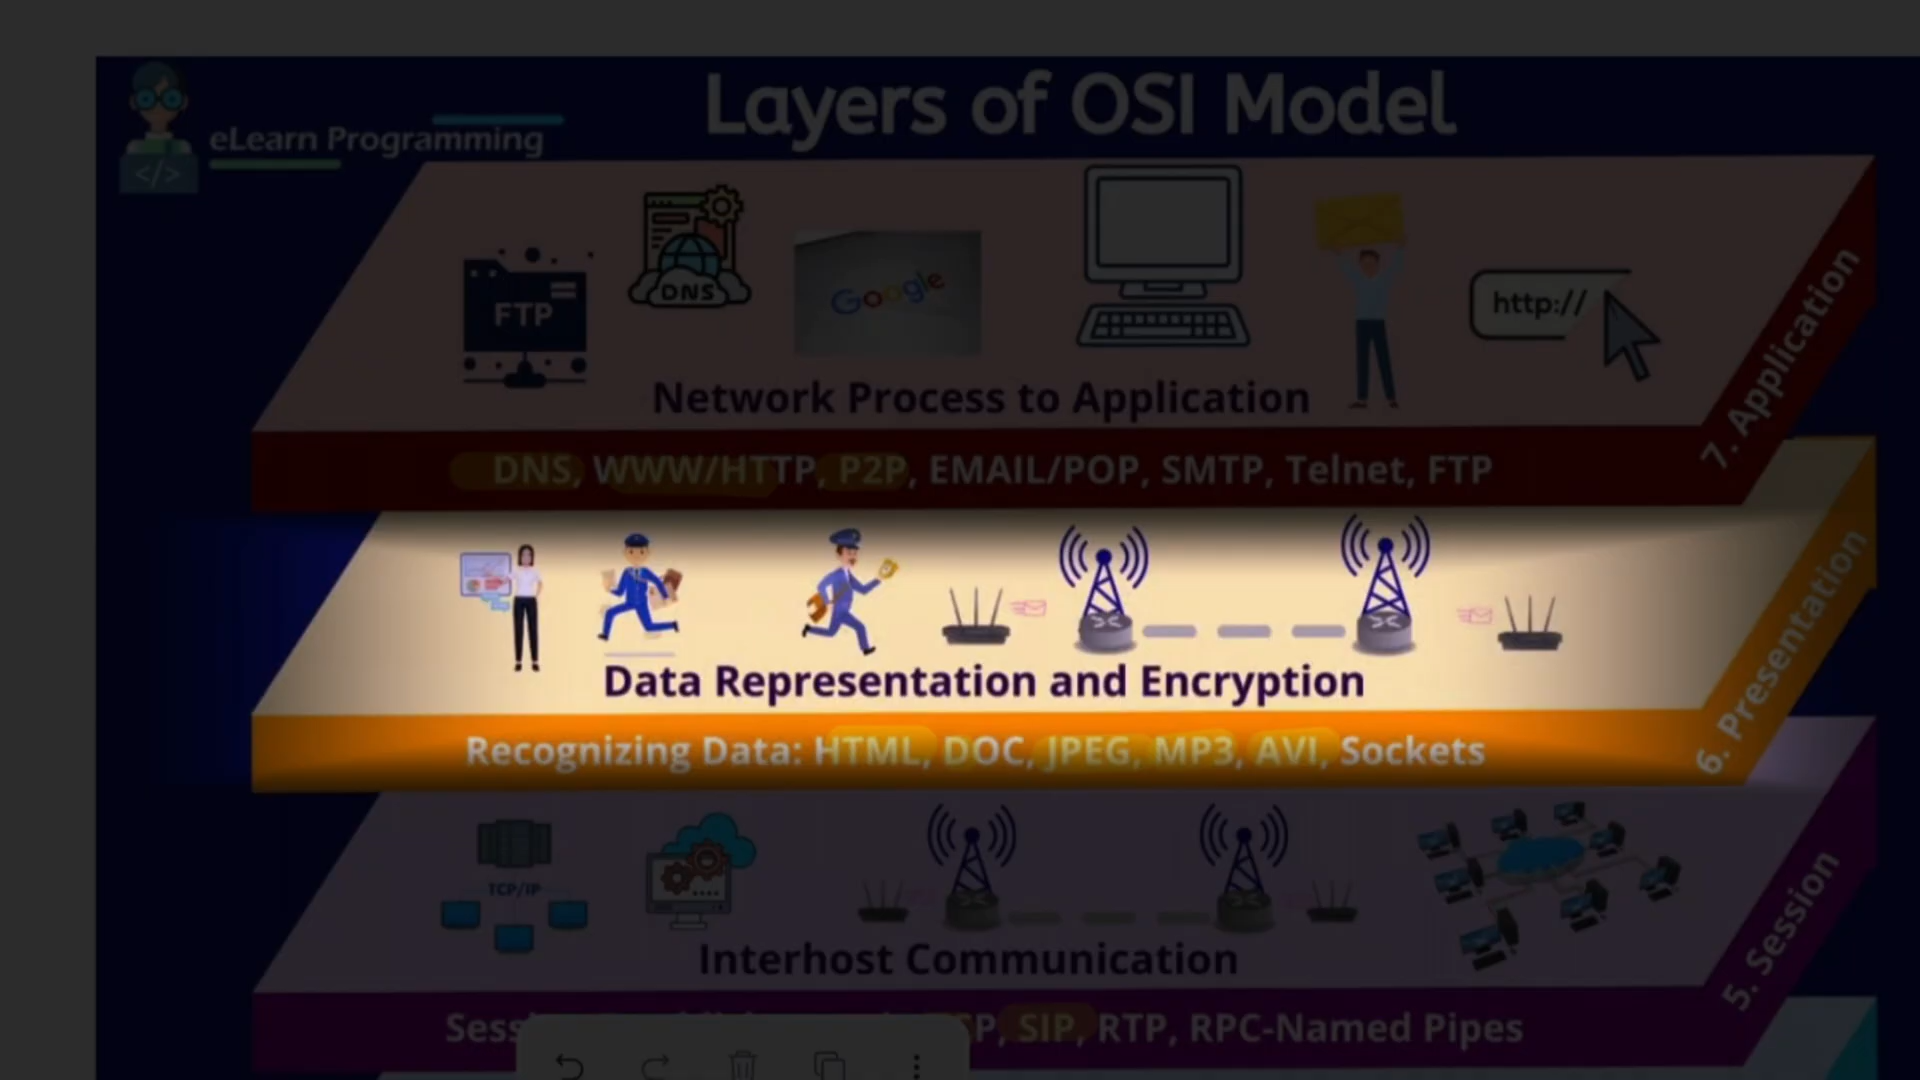 Layers of OSI Model
eLearn Programming
</>
FTP
DNS
Google
http://
Network Process to Application
7. Application
DNS, WWW/HTTP, P2P, EMAIL/POP, SMTP, Telnet, FTP
Data Representation and Encryption
6. Presentation
Recognizing Data: HTML, DOC, JPEG, MP3, AVI, Sockets
TCP/IP
Interhost Communication
5. Session
SIP, RTP, RPC-Named Pipes